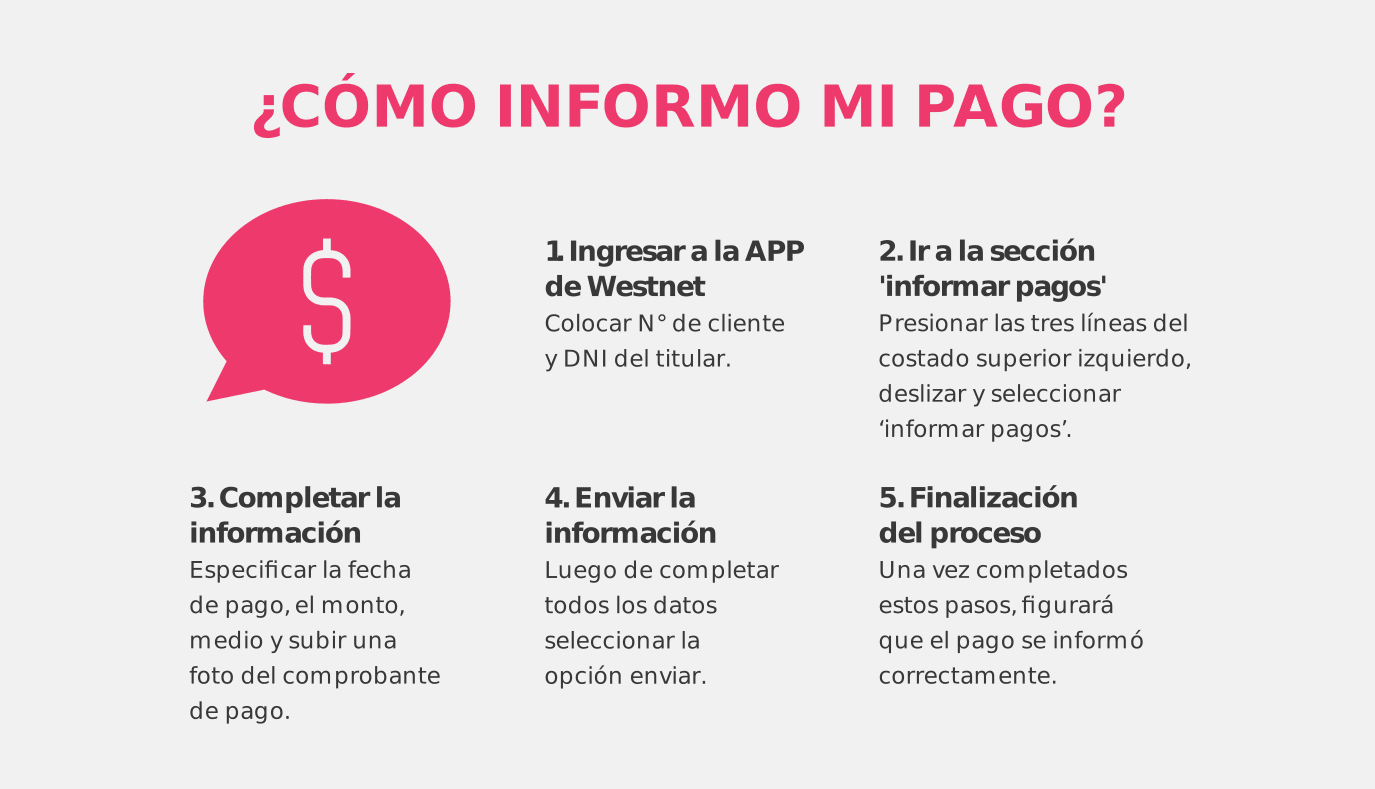 ¿CÓMO INFORMO MI PAGO?
$
1. Ingresar a la APP
de Westnet
Colocar N° de cliente
y DNI del titular.
2. Ir a la sección
'informar pagos'
Presionar las tres líneas del
costado superior izquierdo,
deslizar y seleccionar
‘informar pagos’.
3. Completar la
información
Especificar la fecha
de pago, el monto,
medio y subir una
foto del comprobante
de pago.
4. Enviar la
información
Luego de completar
todos los datos
seleccionar la
opción enviar.
5. Finalización
del proceso
Una vez completados
estos pasos, figurará
que el pago se informó
correctamente.